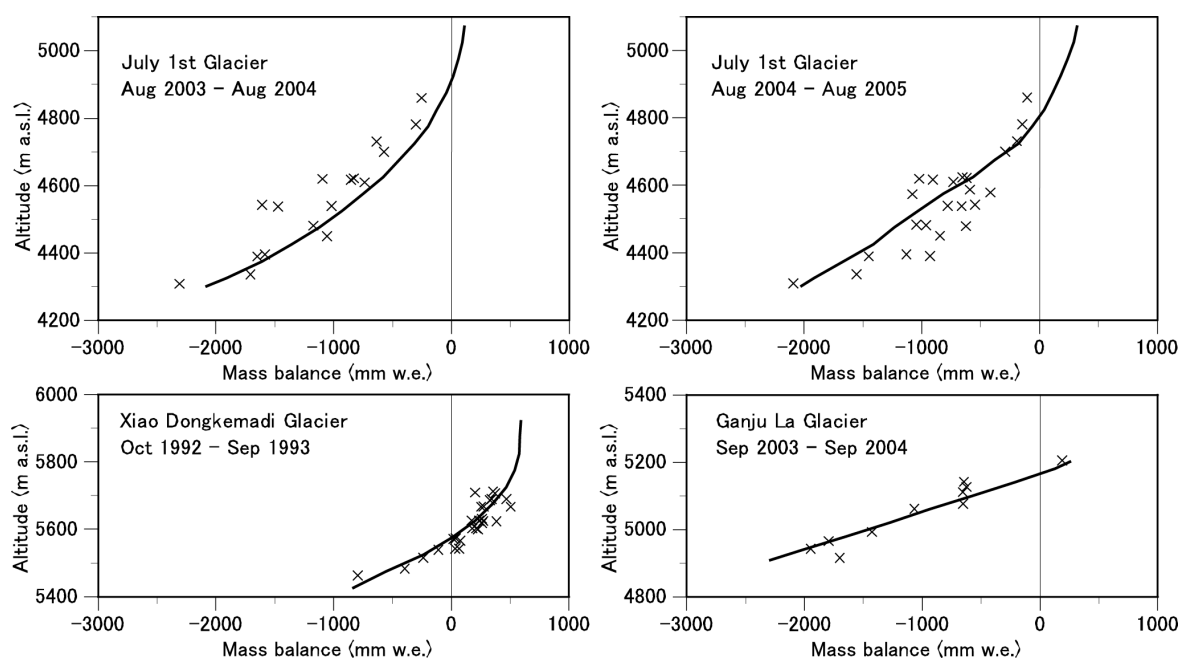 5000
4800
4600
4400
4200
Altitude (m a.s.l.)
July 1st Glacier
Aug 2003 - Aug 2004
-3000 -2000 -1000 0 1000
Mass balance (mm w.e.)
5000
4800
4600
4400
4200
Altitude (m a.s.l.)
July 1st Glacier
Aug 2004 - Aug 2005
-3000 -2000 -1000 0 1000
Mass balance (mm w.e.)
6000
5800
5600
5400
Altitude (m a.s.l.)
Xiao Dongkemadi Glacier
Oct 1992 - Sep 1993
-3000 -2000 -1000 0 1000
Mass balance (mm w.e.)
5400
5200
5000
4800
Altitude (m a.s.l.)
Ganju La Glacier
Sep 2003 - Sep 2004
-3000 -2000 -1000 0 1000
Mass balance (mm w.e.)